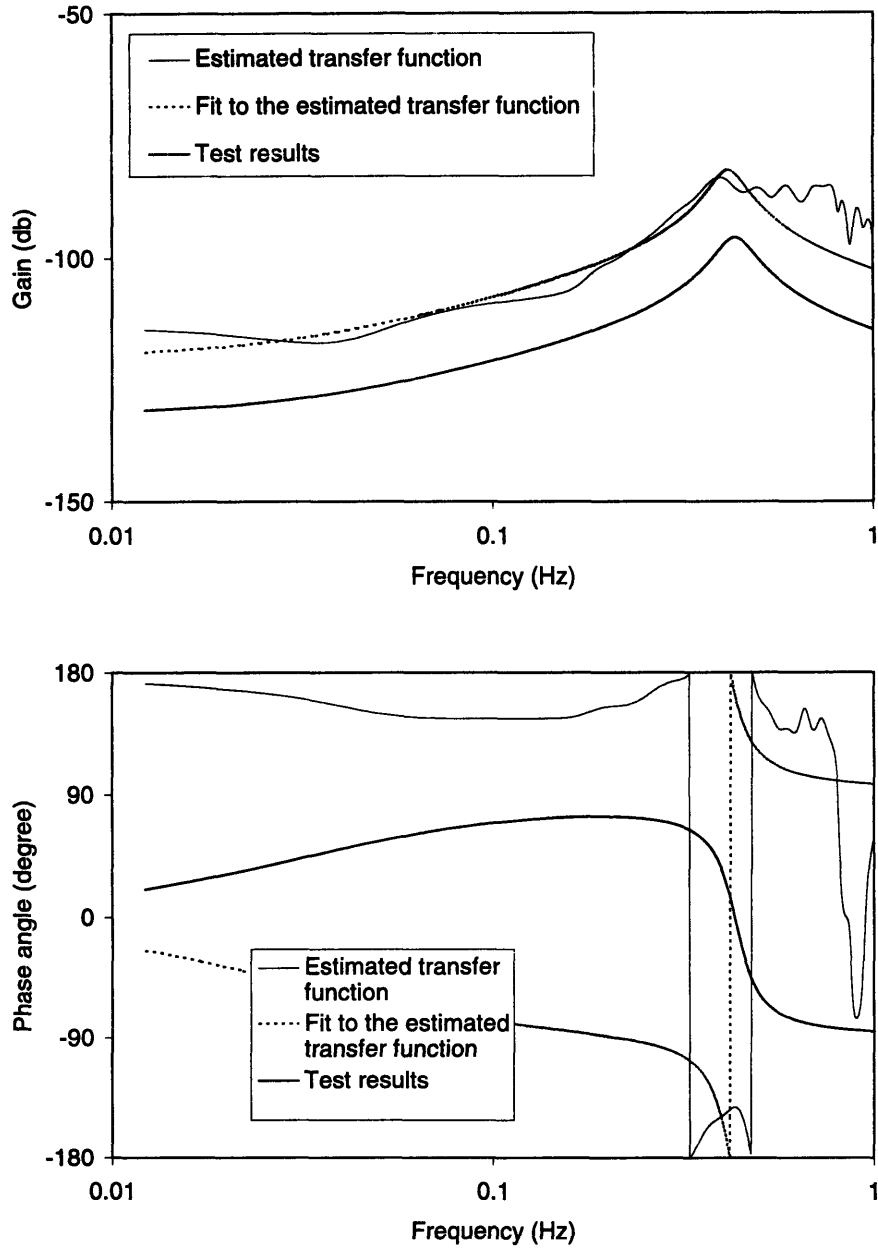 -50
Estimated transfer function
Fit to the estimated transfer function
Test results
Gain (db)
-100
-150
0.01
0.1
1
Frequency (Hz)
180
90
Phase angle (degree)
0
Estimated transfer
function
Fit to the estimated
transfer function
Test results
-90
-180
0.01
0.1
1
Frequency (Hz)